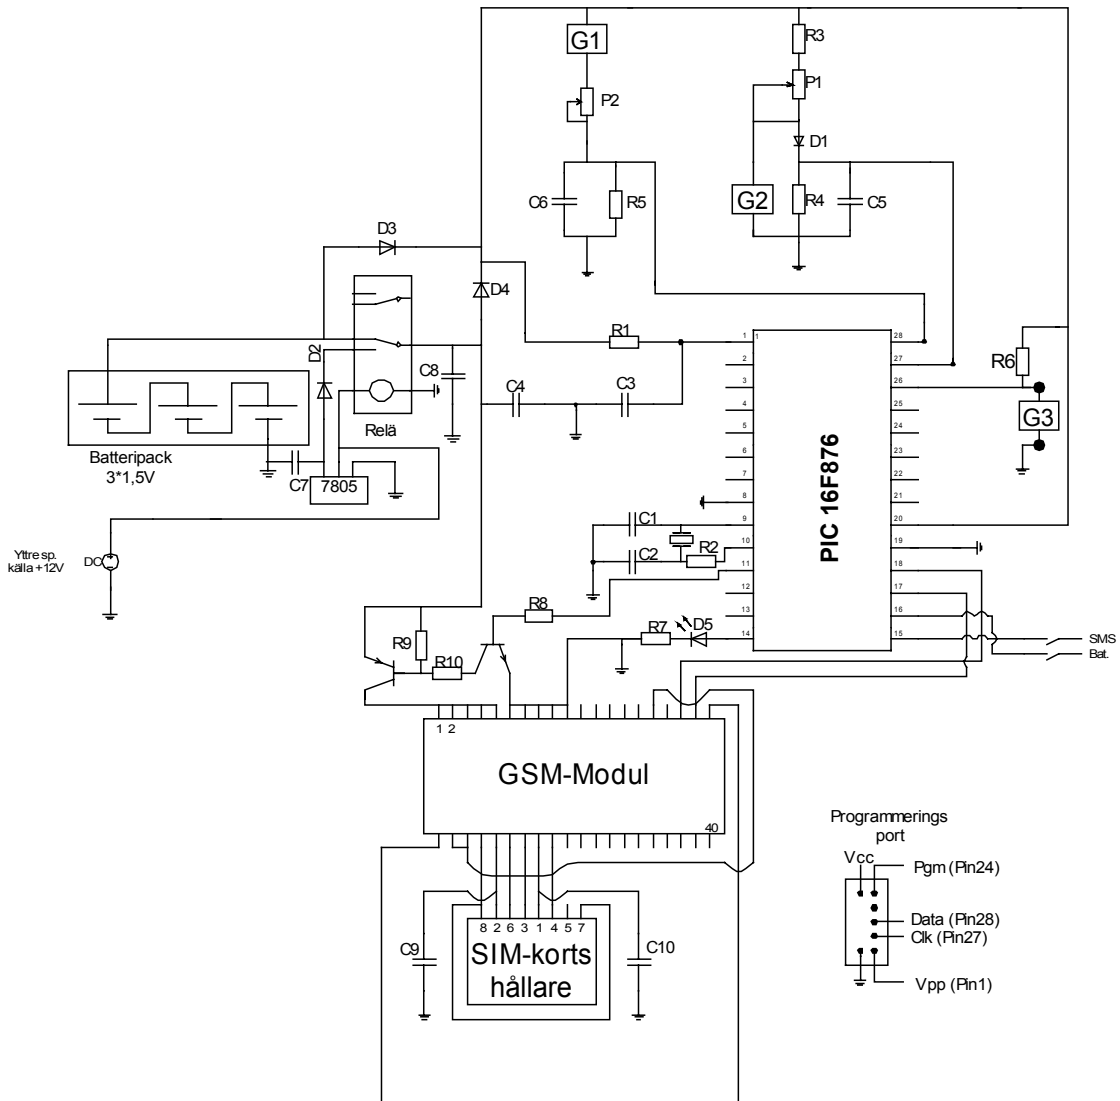 G1
R3
P2
P1
D1
C6
R5
G2
R4
C5
D3
D4
R1
D2
C8
C4
C3
Relä
Batteripack
3*1,5V
C7
7805
Yttre sp.
källa +12V
DC
1
1
2
3
4
5
6
7
8
9
10
11
12
13
14
PIC 16F876
28
27
26
25
24
23
22
21
20
19
18
17
16
15
R6
G3
C1
C2
R2
R8
R7
D5
SMS
Bat.
R9
R10
1 2
GSM-Modul
40
8 2 6 3 1 4 5 7
SIM-korts
hållare
C9
C10
Programmerings
port
Vcc
Pgm (Pin24)
Data (Pin28)
Clk (Pin27)
Vpp (Pin1)